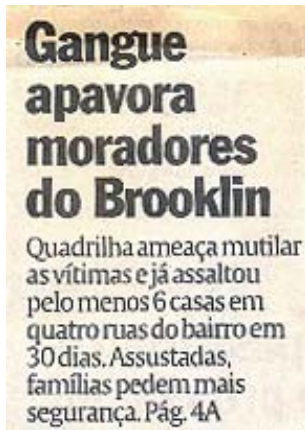 Gangue
apavora
moradores
do Brooklin
Quadrilha ameaça mutilar
as vítimas e já assaltou
pelo menos 6 casas em
quatro ruas do bairro em
30 dias. Assustadas,
famílias pedem mais
segurança. Pág. 4A